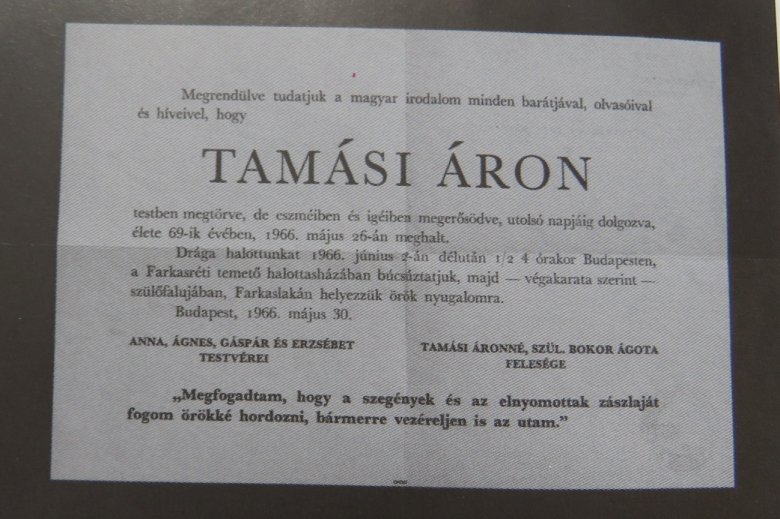 Megrendülve tudatjuk a magyar irodalom minden barátjával, olvasóival
és híveivel, hogy
TAMÁSI ÁRON
testben megtörve, de eszméiben és igéiben megerősödve, utolsó napjáig dolgozva,
élete 69-ik évében, 1966. május 26-án meghalt.
Drága halottunkat 1966. június -án délután 1/2 4 órakor Budapesten,
a Farkasréti temető halottasházában búcsúztatjuk, majd — végakarata szerint —
szülőfalujában, Farkaslakán helyezzük örök nyugalomra.
Budapest, 1966. május 30.
ANNA, ÁGNES, GÁSPÁR ÉS ERZSÉBET
TESTVÉREI
TAMÁSI ÁRONNÉ, SZÜL. BOKOR ÁGOTA
FELESÉGE
„Megfogadtam, hogy a szegények és az elnyomottak zászlaját
fogom örökké hordozni, bármerre vezéreljen is az utam.”